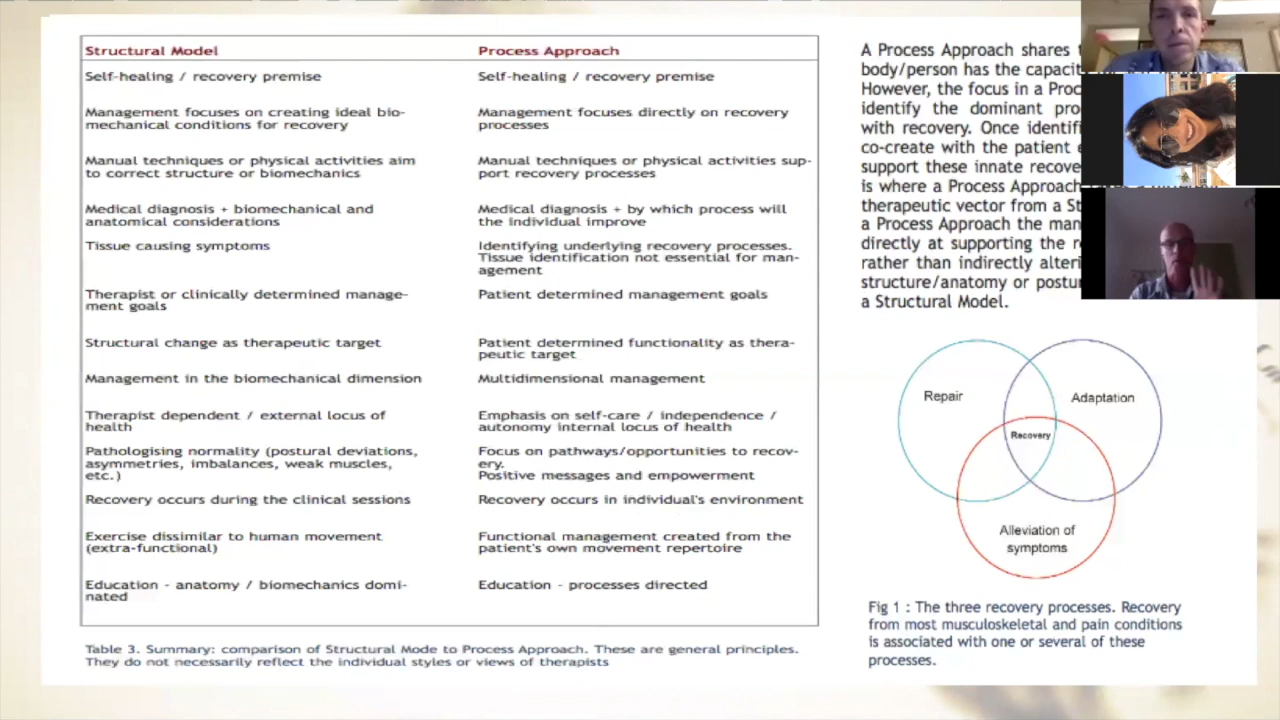 Structural Model
Process Approach
Self-healing / recovery premise
Self-healing / recovery premise
Management focuses on creating ideal bio-
mechanical conditions for recovery
Management focuses directly on recovery
processes
Manual techniques or physical activities aim
to correct structure or biomechanics
Manual techniques or physical activities sup-
port recovery processes
Medical diagnosis + biomechanical and
anatomical considerations
Medical diagnosis + by which process will
the individual improve
Tissue causing symptoms
Identifying underlying recovery processes.
Tissue identification not essential for man-
agement
Therapist or clinically determined manage-
ment goals
Patient determined management goals
Structural change as therapeutic target
Patient determined functionality as thera-
peutic target
Management in the biomechanical dimension
Multidimensional management
Therapist dependent / external locus of
health
Emphasis on self-care / independence /
autonomy internal locus of health
Pathologising normality (postural deviations,
asymmetries, imbalances, weak muscles,
etc.)
Focus on pathways/opportunities to recov-
ery.
Positive messages and empowerment
Recovery occurs during the clinical sessions
Recovery occurs in individual's environment
Exercise dissimilar to human movement
(extra-functional)
Functional management created from the
patient's own movement repertoire
Education - anatomy / biomechanics domi-
nated
Education - processes directed
Table 3. Summary: comparison of Structural Mode to Process Approach. These are general principles.
They do not necessarily reflect the individual styles or views of therapists
A Process Approach shares
body/person has the
However, the focus in a
identify the dominant
with recovery. Once
co-create with the patient
support these innate
is where a Process Approach
therapeutic vector from a
a Process Approach the
directly at supporting the
rather than indirectly
structure/anatomy or
a Structural Model.
Repair
Adaptation
Recovery
Alleviation of
symptoms
Fig 1 : The three recovery processes. Recovery
from most musculoskeletal and pain conditions
is associated with one or several of these
processes.